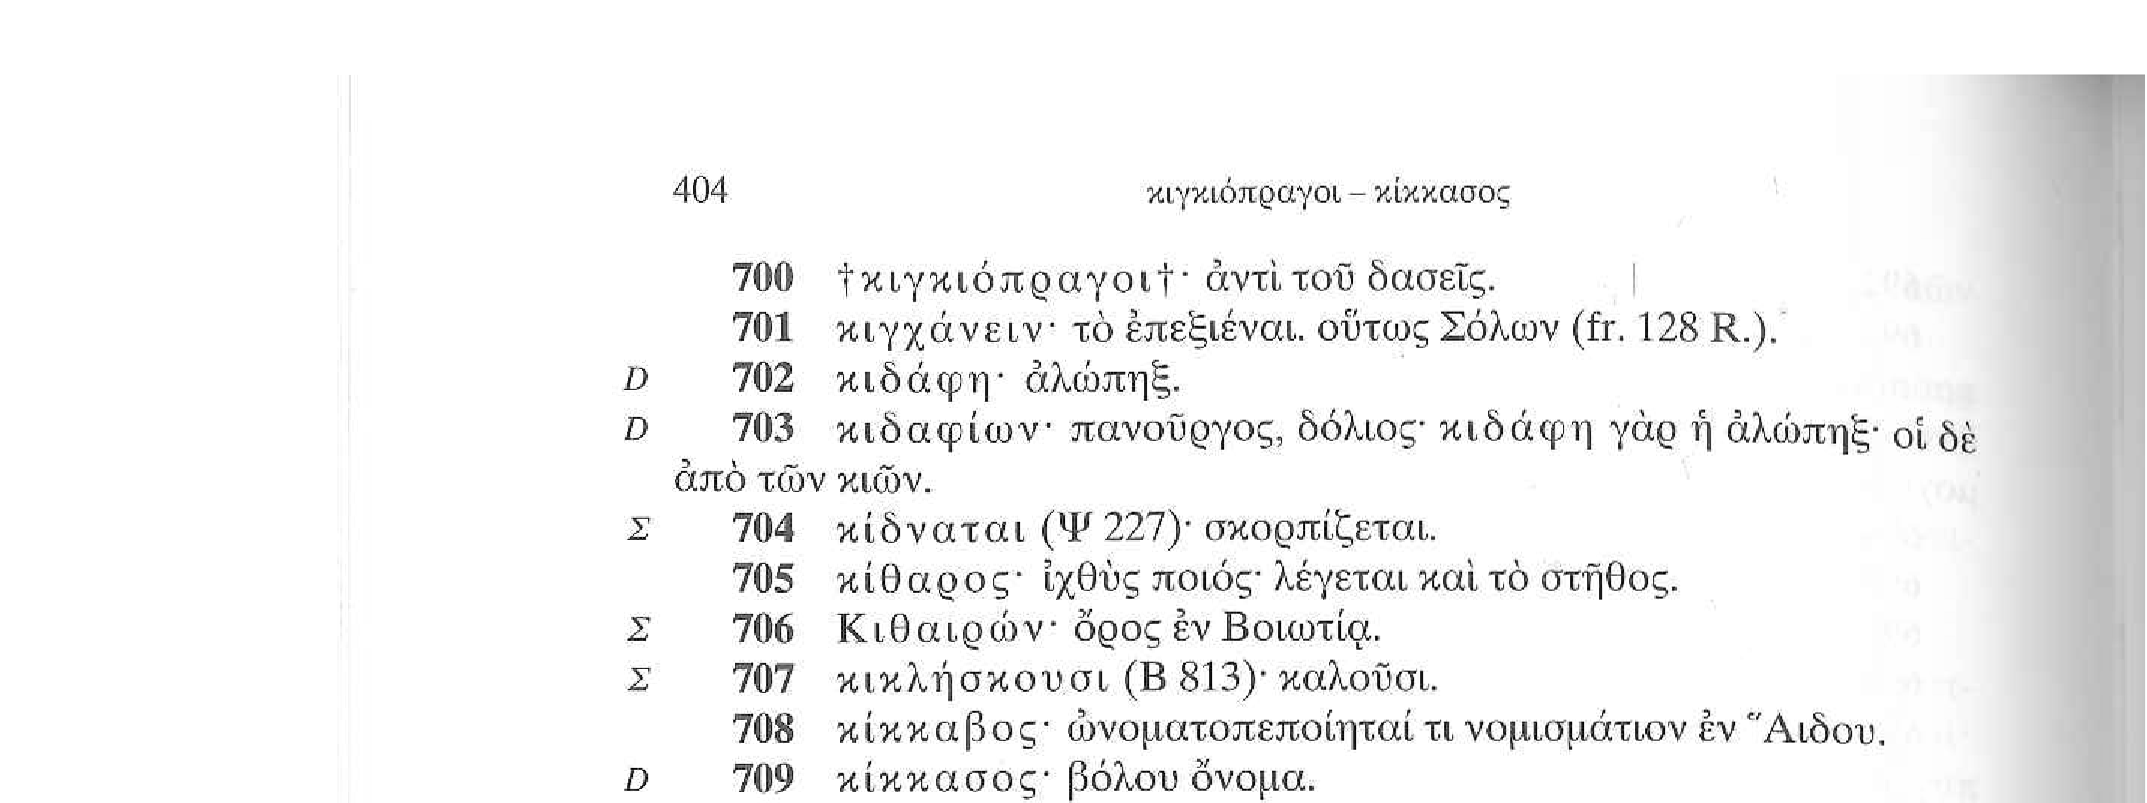 404 κιγκιόπραγοι – κίκκασος
700 †κιγκιόπραγοι†· ἀντὶ τοῦ δασεῖς.
701 κιγχάνειν· τὸ ἐπεξιέναι. οὕτως Σόλων (fr. 128 R.).
D 702 κιδάφη· ἀλώπηξ.
D 703 κιδαφίων· πανοῦργος, δόλιος· κιδάφη γὰρ ἡ ἀλώπηξ· οἱ δὲ
ἀπὸ τῶν κιῶν.
Σ 704 κίδναται (Ψ 227)· σκορπίζεται.
705 κίθαρος· ἰχθὺς ποιός· λέγεται καὶ τὸ στῆθος.
Σ 706 Κιθαιρών· ὄρος ἐν Βοιωτίᾳ.
Σ 707 κικλήσκουσι (Β 813)· καλοῦσι.
708 κίκκαβος· ὠνοματοπεποίηταί τι νομισμάτιον ἐν Ἅιδου.
D 709 κίκκασος· βόλου ὄνομα.